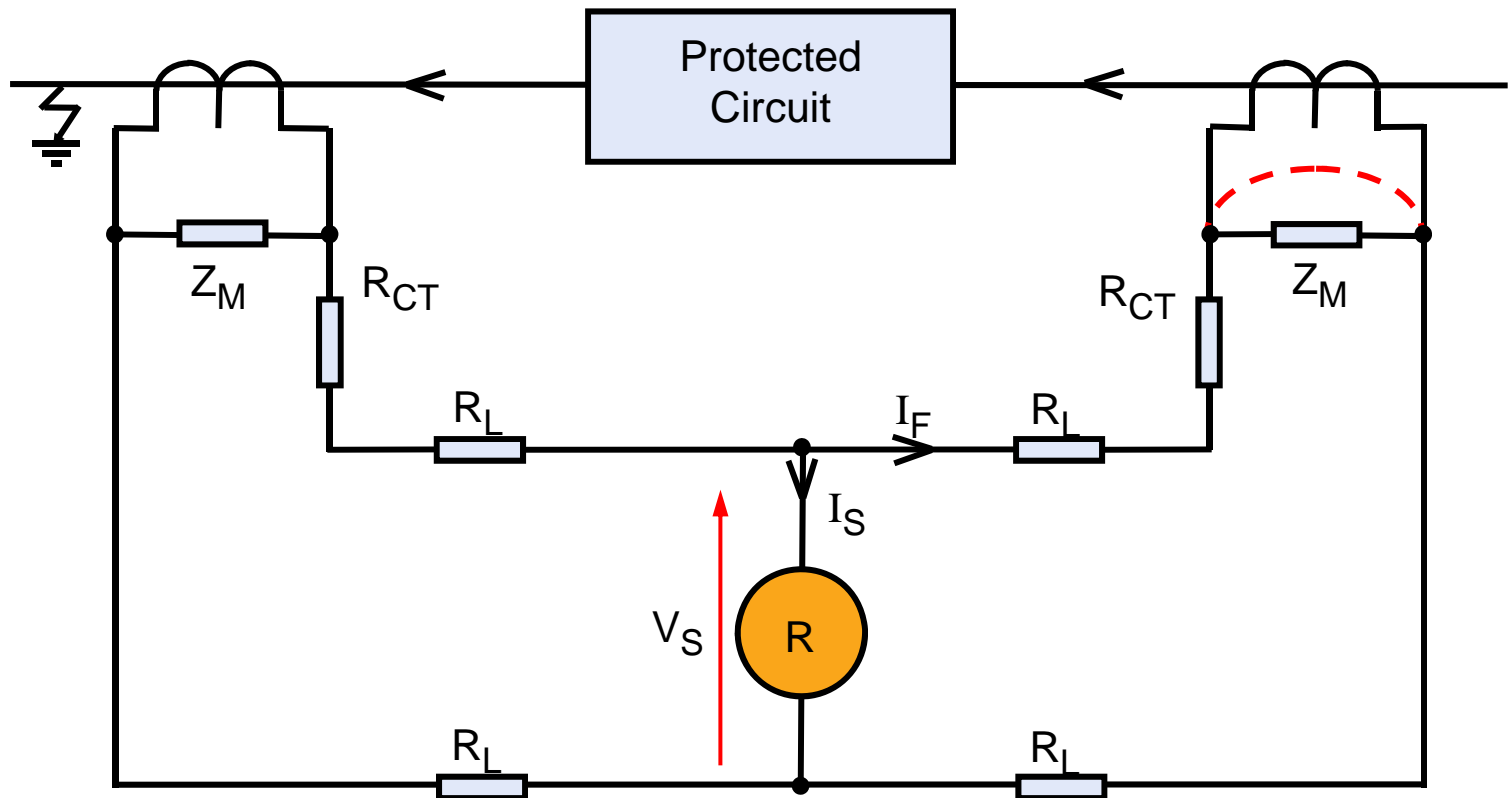 Protected
Circuit
Z_M
R_CT
R_CT
Z_M
R_L
I_F
R_L
I_S
V_S
R
R_L
R_L